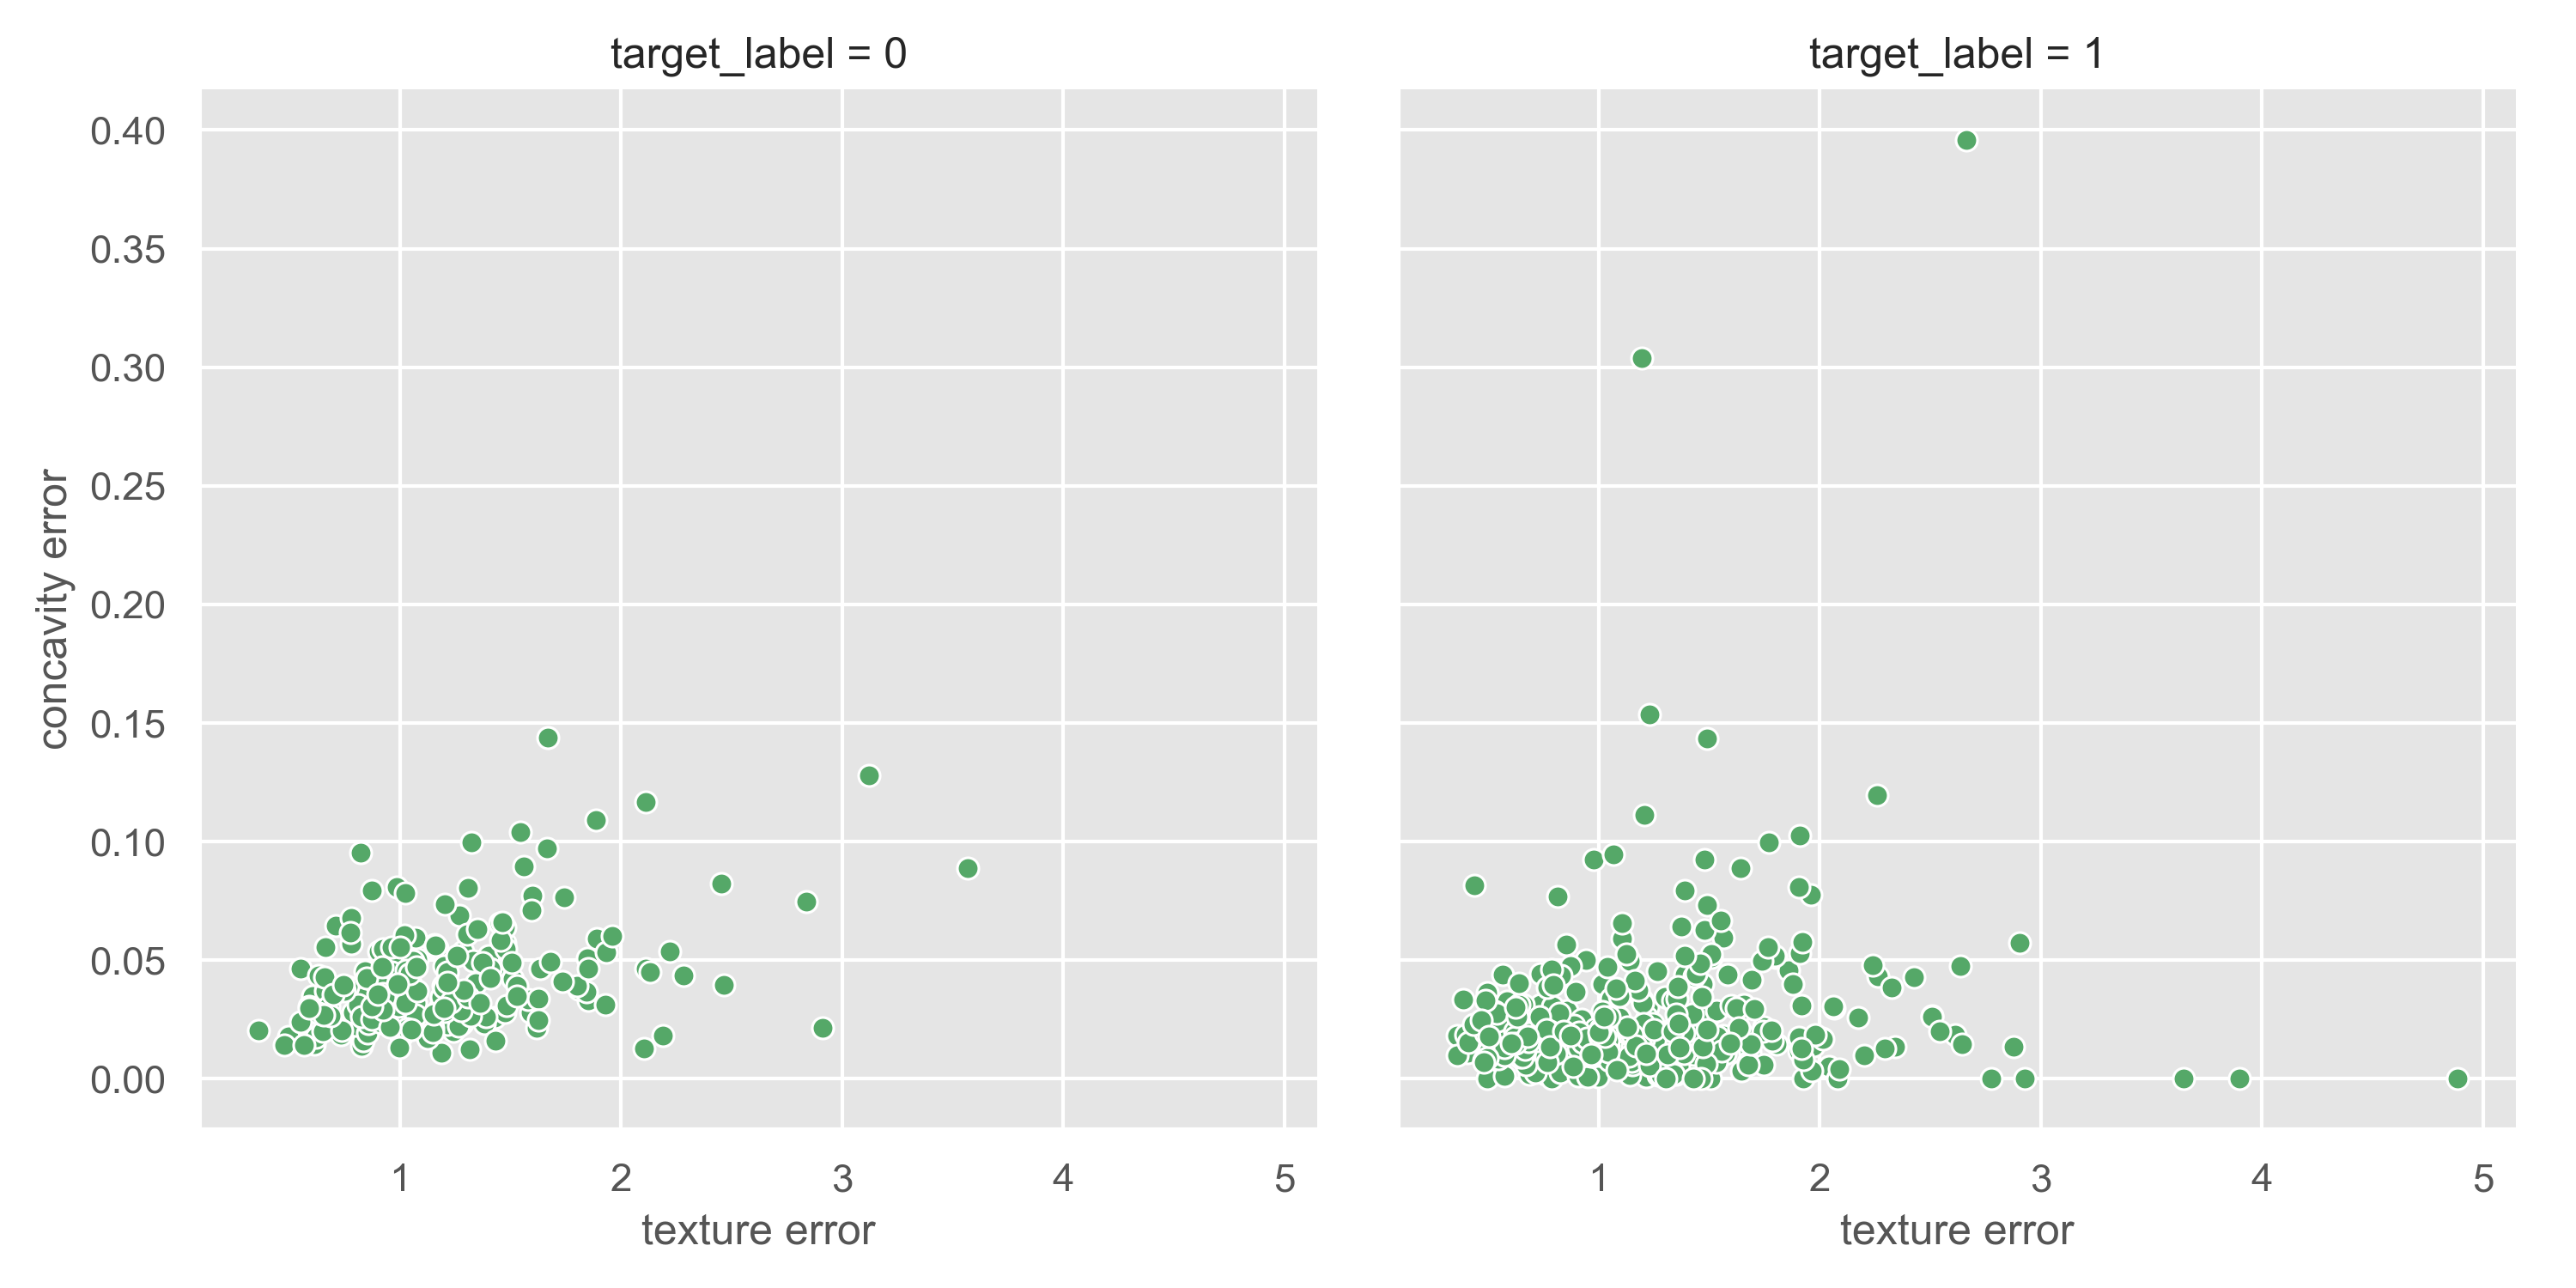 target_label = 0
target_label = 1
0.40
0.35
0.30
0.25
0.20
0.15
0.10
0.05
0.00
concavity error
1 2 3 4 5
1 2 3 4 5
texture error
texture error